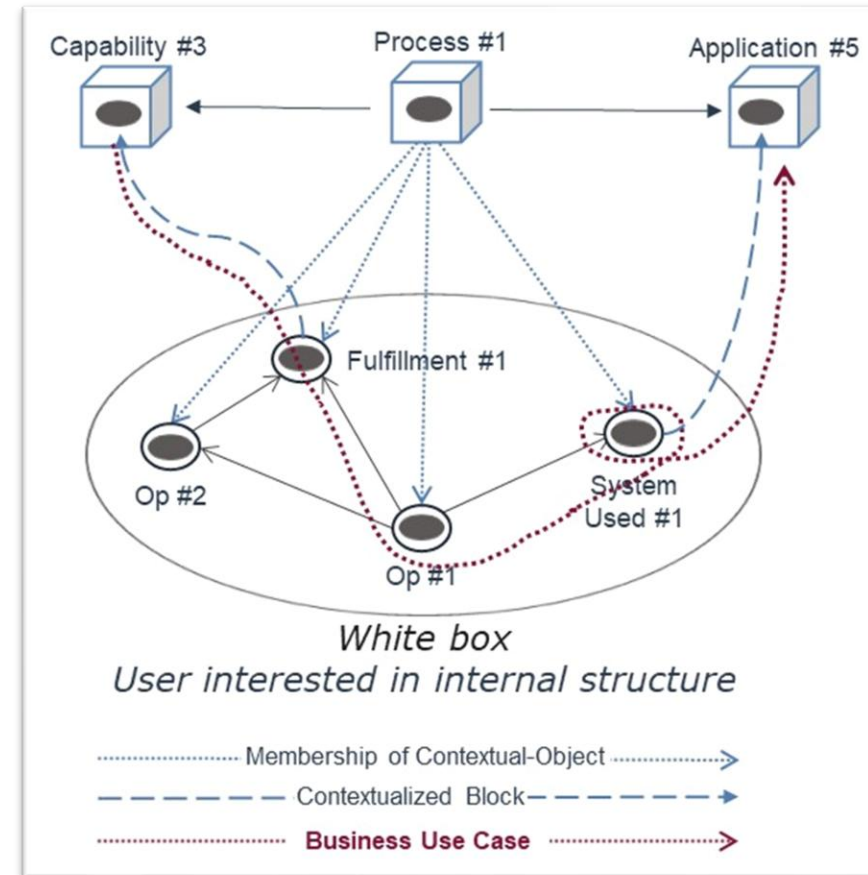 Capability #3
Process #1
Application #5
Fulfillment #1
Op #2
System
Used #1
Op #1
White box
User interested in internal structure
Membership of Contextual-Object
Contextualized Block
Business Use Case